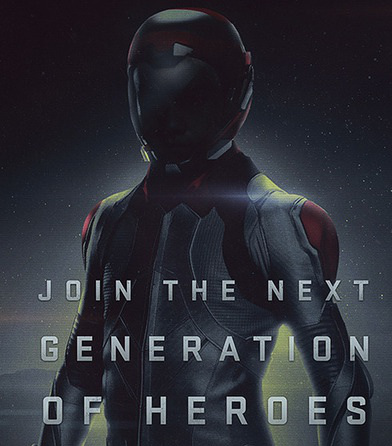 JOIN THE NEXT
GENERATION
OF HEROES